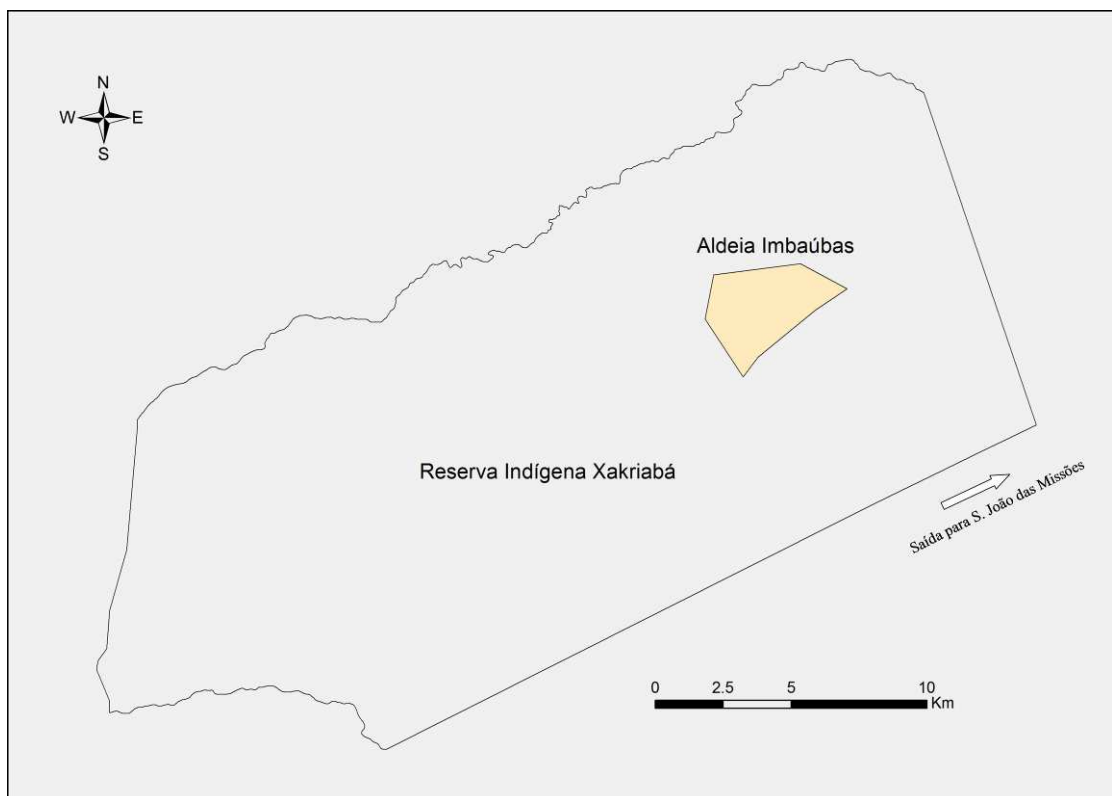 N
W E
S
Aldeia Imbaúbas
Reserva Indígena Xakriabá
Saída para S. João das Missões
0 2.5 5 10
Km